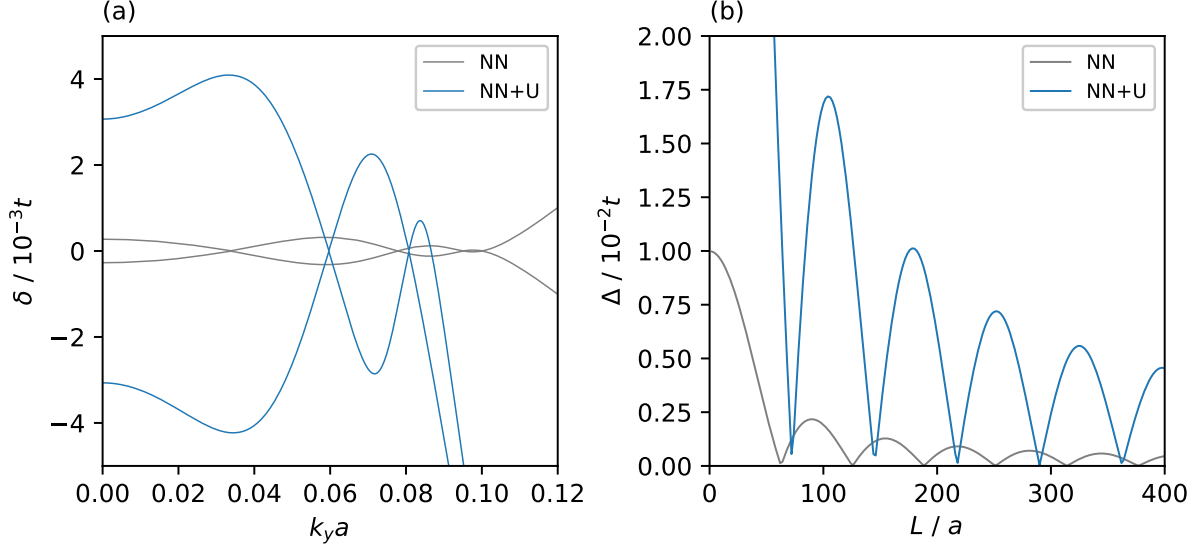 (a)
NN
NN+U
4
2
0
−2
−4
δ / 10⁻³t
0.00 0.02 0.04 0.06 0.08 0.10 0.12
k_y a
(b)
NN
NN+U
2.00
1.75
1.50
1.25
1.00
0.75
0.50
0.25
0.00
Δ / 10⁻²t
0 100 200 300 400
L / a